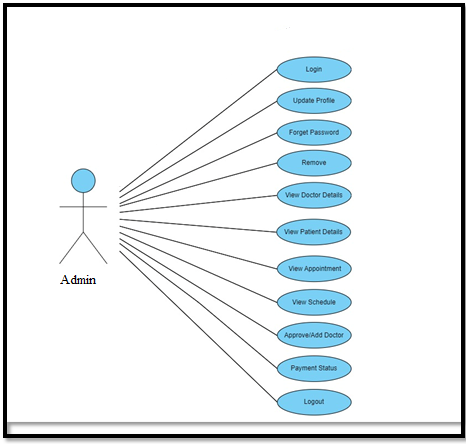 Login
Update Profile
Forget Password
Remove
View Doctor Details
View Patient Details
View Appointment
View Schedule
Approve/Add Doctor
Payment Status
Logout
Admin